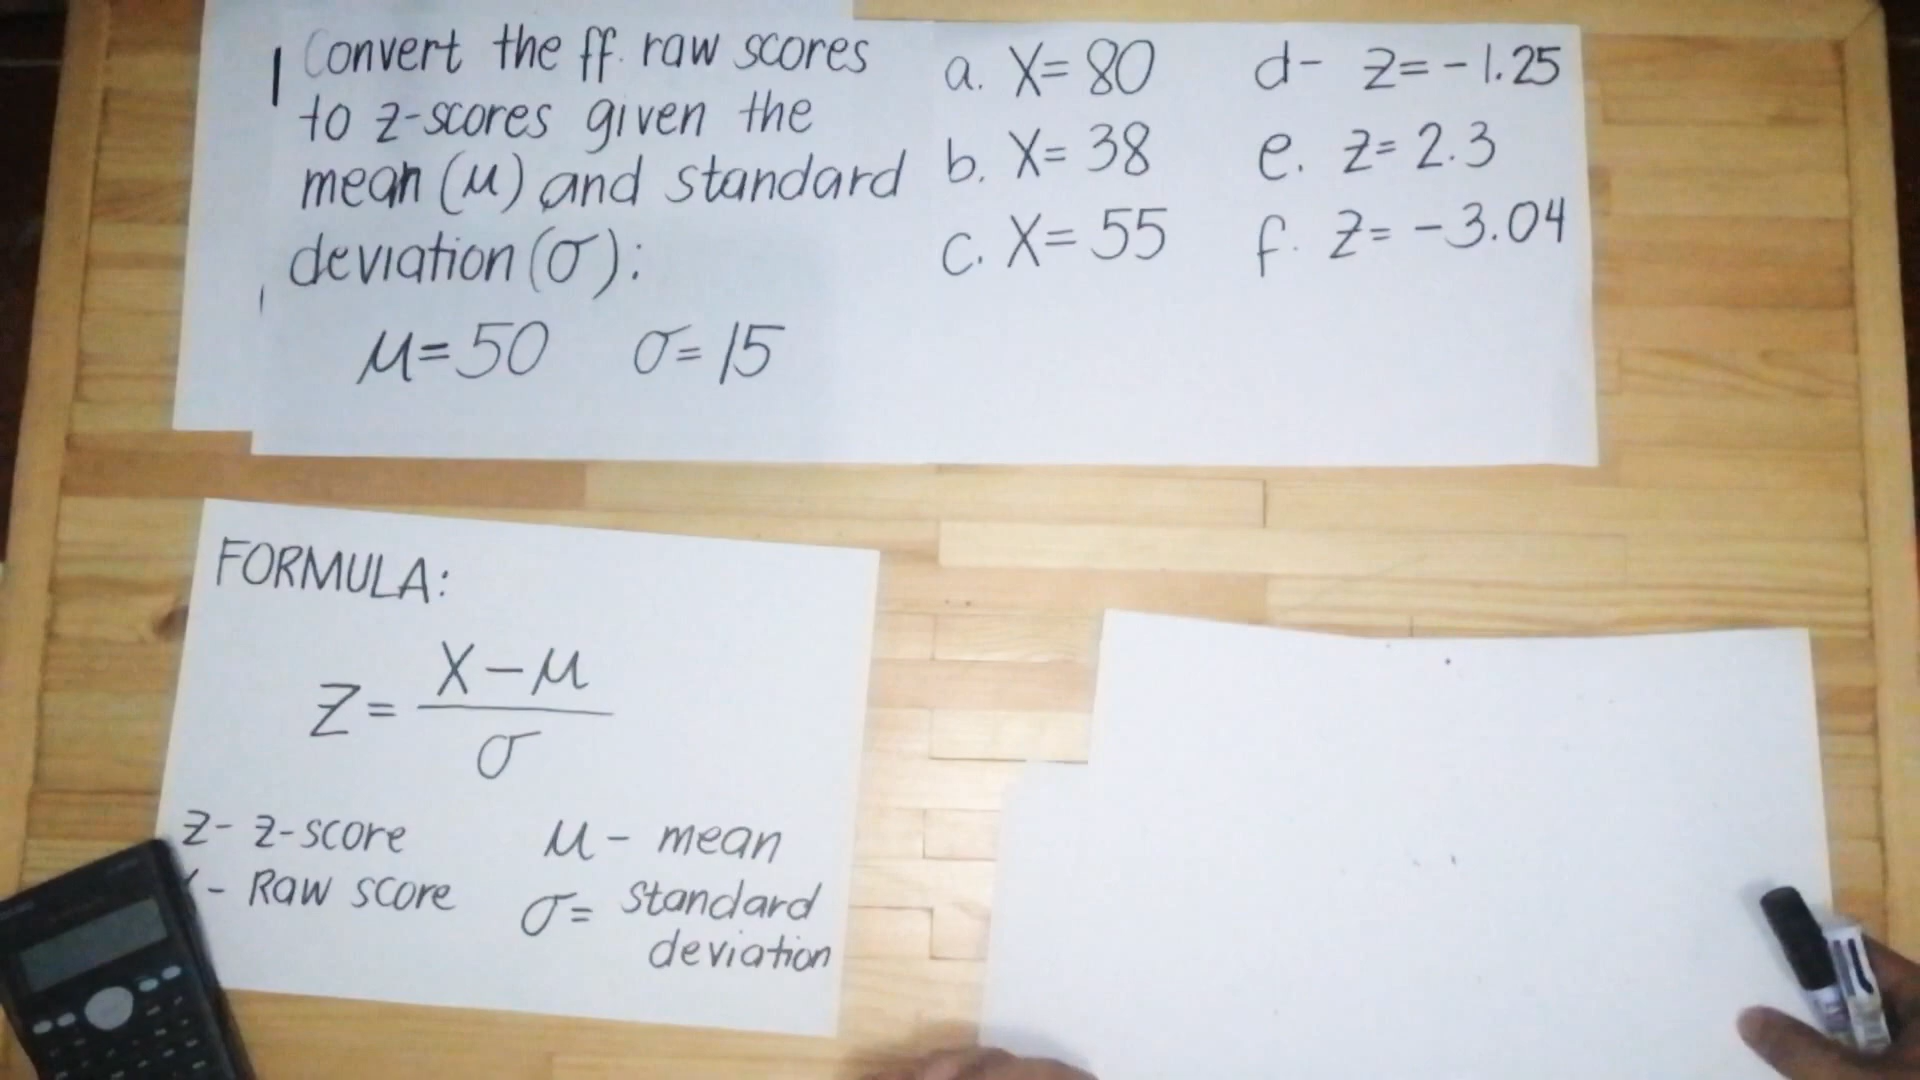 1 Convert the ff. raw scores
to z-scores given the
mean (μ) and standard
deviation (σ):
μ = 50 σ = 15
a. X = 80
b. X = 38
c. X = 55
d- z = -1.25
e. z = 2.3
f. z = -3.04
FORMULA:
Z = X - μ
σ
z - z-score
- Raw score
μ - mean
σ = standard
deviation